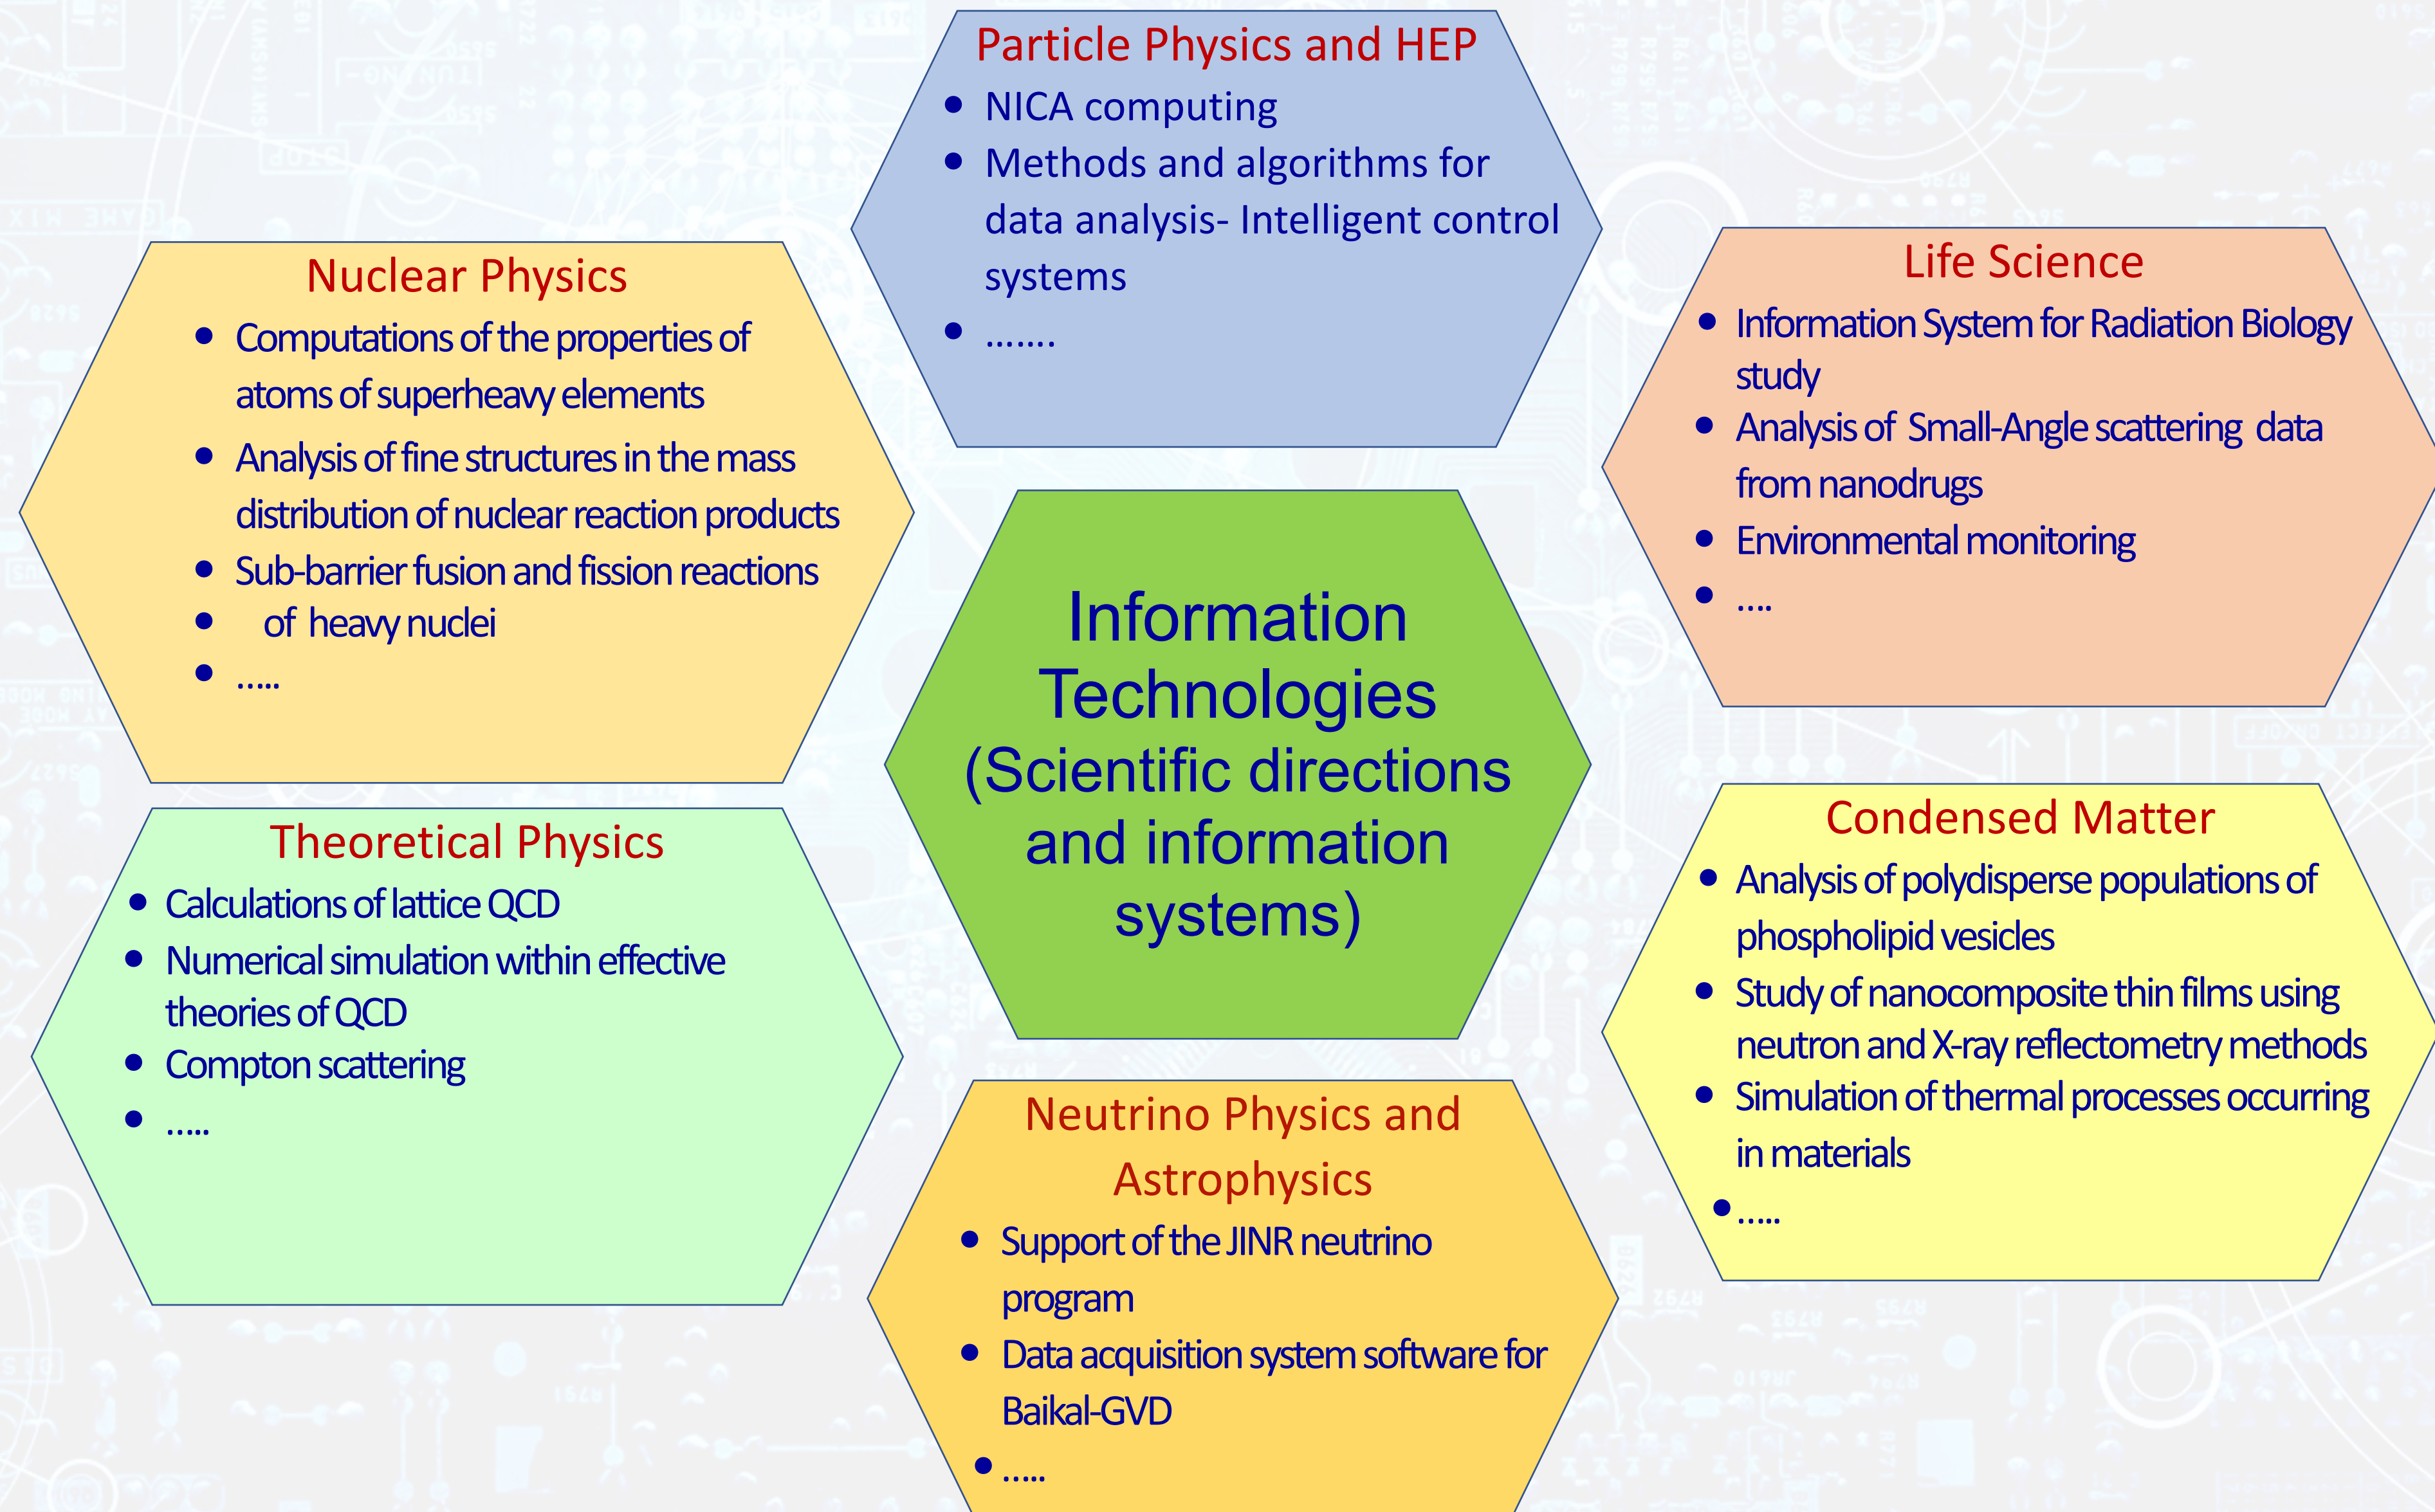 Particle Physics and HEP
• NICA computing
• Methods and algorithms for
data analysis- Intelligent control
systems
• .......
Nuclear Physics
• Computations of the properties of
atoms of superheavy elements
• Analysis of fine structures in the mass
distribution of nuclear reaction products
• Sub-barrier fusion and fission reactions
• of heavy nuclei
• .....
Life Science
• Information System for Radiation Biology
study
• Analysis of Small-Angle scattering data
from nanodrugs
• Environmental monitoring
• ....
Information
Technologies
(Scientific directions
and information
systems)
Theoretical Physics
• Calculations of lattice QCD
• Numerical simulation within effective
theories of QCD
• Compton scattering
• .....
Condensed Matter
• Analysis of polydisperse populations of
phospholipid vesicles
• Study of nanocomposite thin films using
neutron and X-ray reflectometry methods
• Simulation of thermal processes occurring
in materials
• .....
Neutrino Physics and
Astrophysics
• Support of the JINR neutrino
program
• Data acquisition system software for
Baikal-GVD
• .....